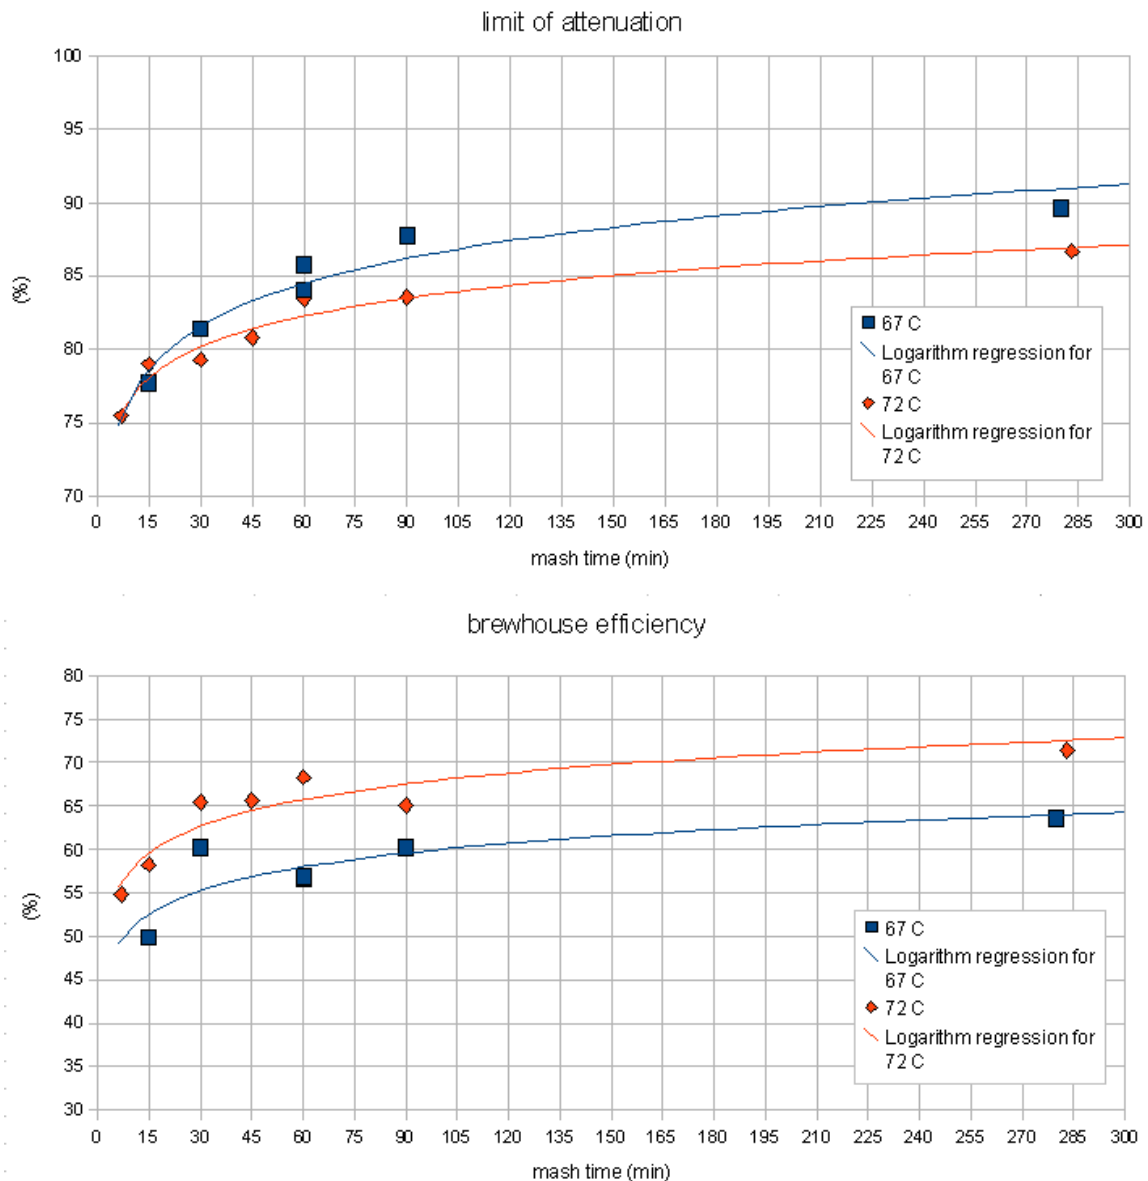 limit of attenuation
100
95
90
85
80
75
70
(%)
67 C
Logarithm regression for
67 C
72 C
Logarithm regression for
72 C
0 15 30 45 60 75 90 105 120 135 150 165 180 195 210 225 240 255 270 285 300
mash time (min)
brewhouse efficiency
80
75
70
65
60
55
50
45
40
35
30
(%)
67 C
Logarithm regression for
67 C
72 C
Logarithm regression for
72 C
0 15 30 45 60 75 90 105 120 135 150 165 180 195 210 225 240 255 270 285 300
mash time (min)